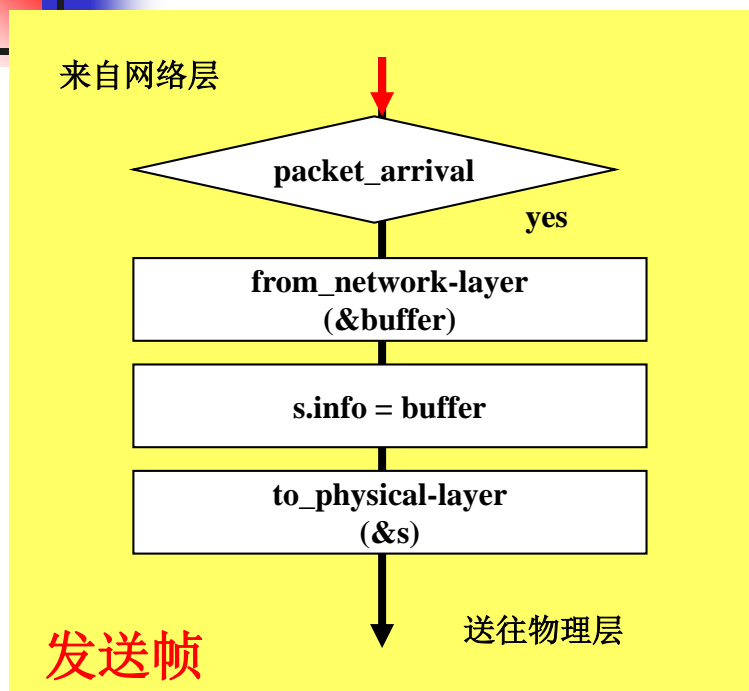 来自网络层
packet_arrival
yes
from_network-layer
(&buffer)
s.info = buffer
to_physical-layer
(&s)
送往物理层
发送帧